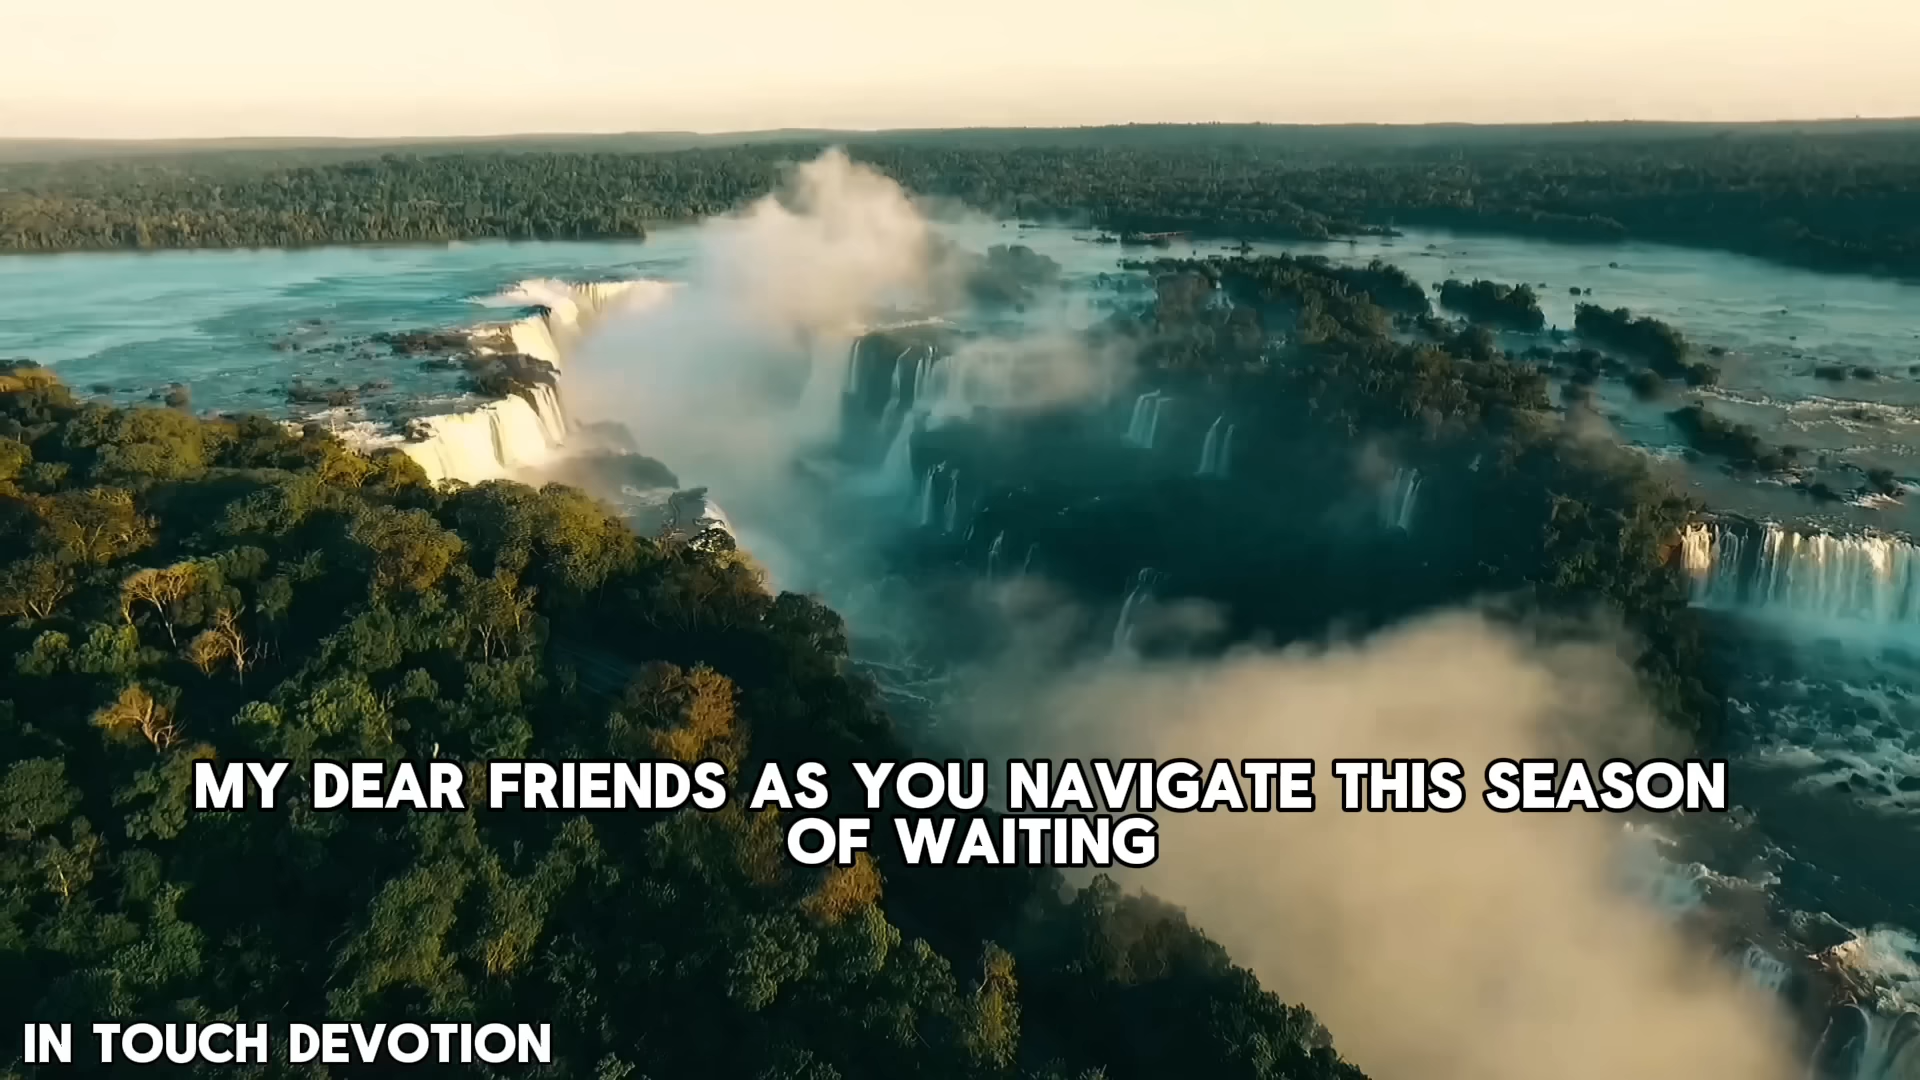 MY DEAR FRIENDS AS YOU NAVIGATE THIS SEASON
OF WAITING
IN TOUCH DEVOTION